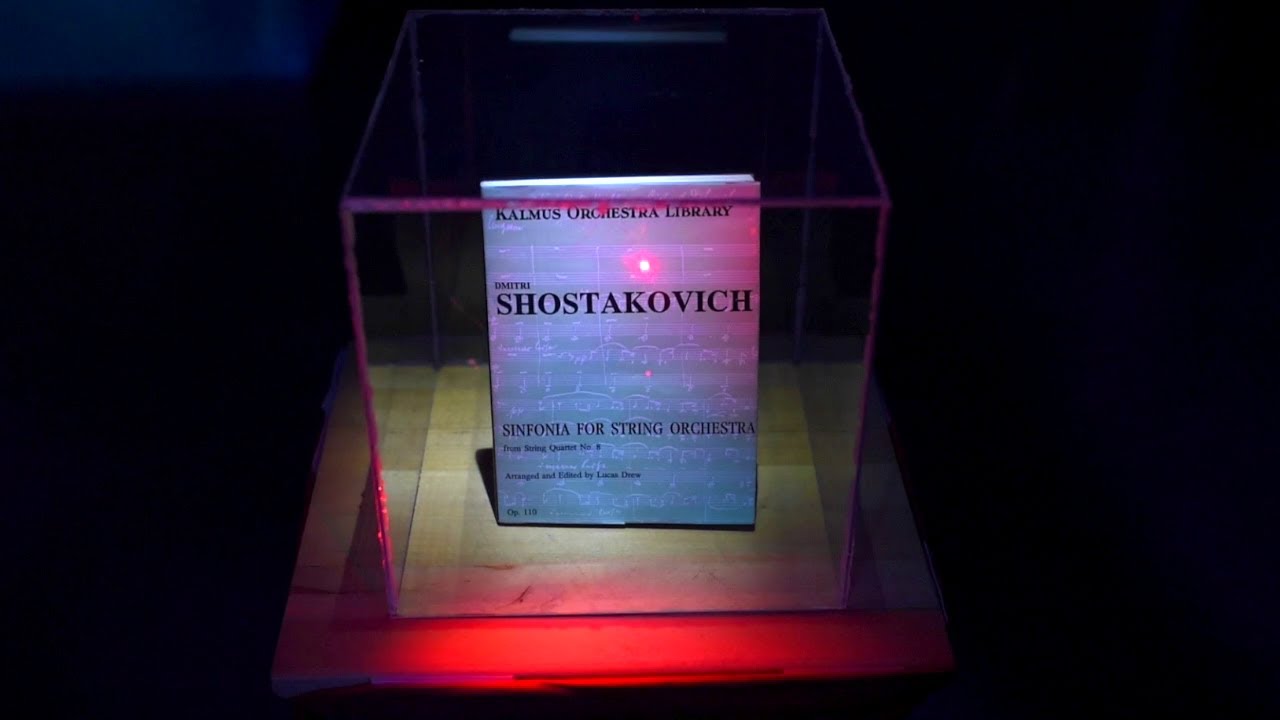 KALMUS ORCHESTRA LIBRARY
DMITRI
SHOSTAKOVICH
SINFONIA FOR STRING ORCHESTRA
from String Quartet No. 8
Arranged and Edited by Lucas Drew
Op. 110